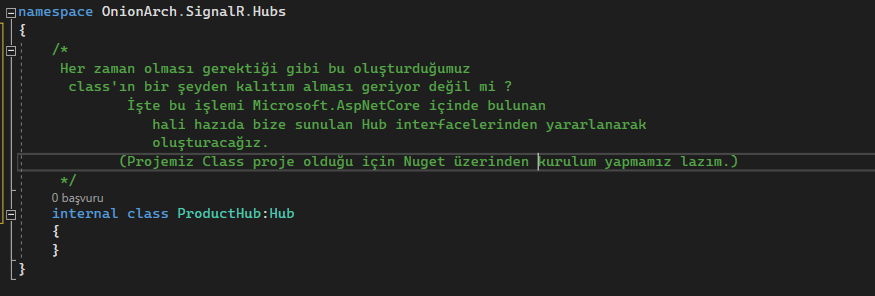 namespace OnionArch.SignalR.Hubs
{
/*
Her zaman olması gerektiği gibi bu oluşturduğumuz
class'ın bir şeyden kalıtım alması geriyor değil mi ?
İşte bu işlemi Microsoft.AspNetCore içinde bulunan
hali hazıda bize sunulan Hub interfacelerinden yararlanarak
oluşturacağız.
(Projemiz Class proje olduğu için Nuget üzerinden kurulum yapmamız lazım.)
*/
0 başvuru
internal class ProductHub:Hub
{
}
}